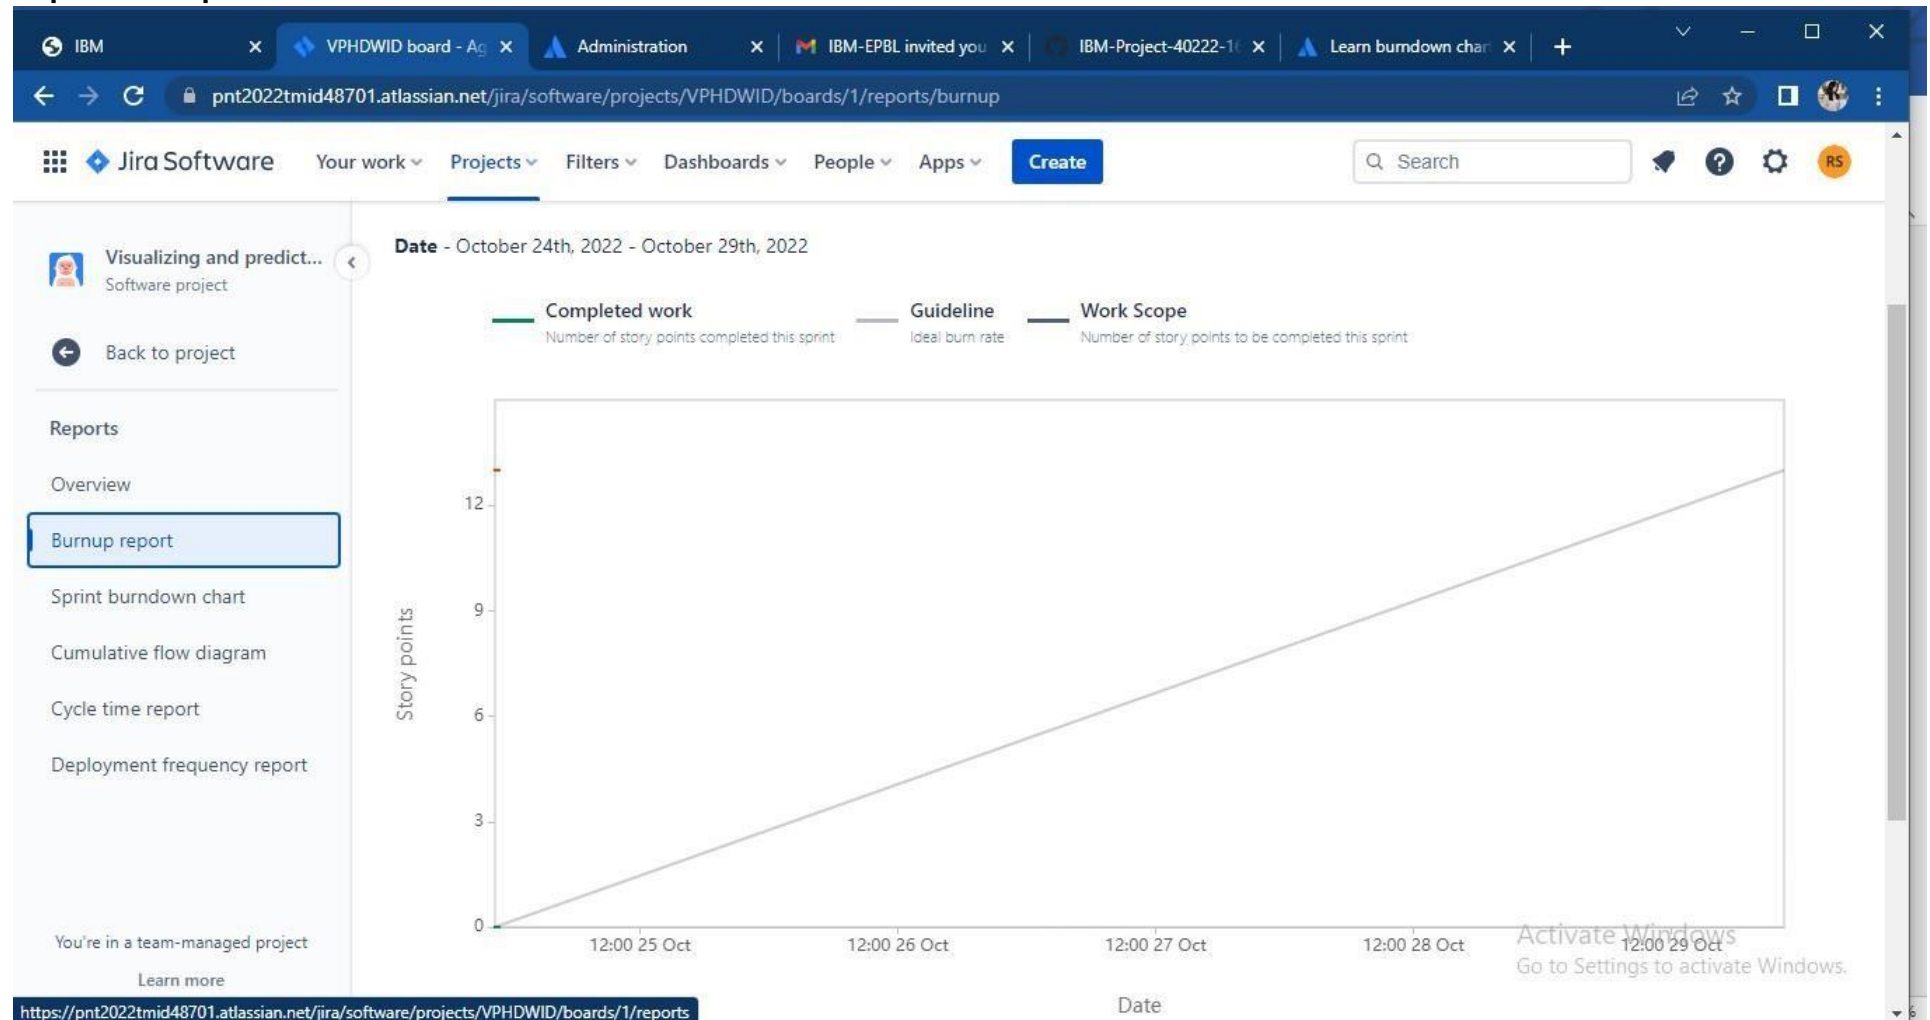 IBM
VPHDWID board - Ag
Administration
IBM-EPBL invited you
IBM-Project-40222-16
Learn burndown chart
pnt2022tmid48701.atlassian.net/jira/software/projects/VPHDWID/boards/1/reports/burnup
Jira Software
Your work
Projects
Filters
Dashboards
People
Apps
Create
Search
RS
Visualizing and predict...
Software project
Back to project
Reports
Overview
Burnup report
Sprint burndown chart
Cumulative flow diagram
Cycle time report
Deployment frequency report
You're in a team-managed project
Learn more
https://pnt2022tmid48701.atlassian.net/jira/software/projects/VPHDWID/boards/1/reports
Date - October 24th, 2022 - October 29th, 2022
Completed work
Number of story points completed this sprint
Guideline
Ideal burn rate
Work Scope
Number of story points to be completed this sprint
Story points
12
9
6
3
0
12:00 25 Oct
12:00 26 Oct
12:00 27 Oct
12:00 28 Oct
12:00 29 Oct
Date
Activate Windows
Go to Settings to activate Windows.